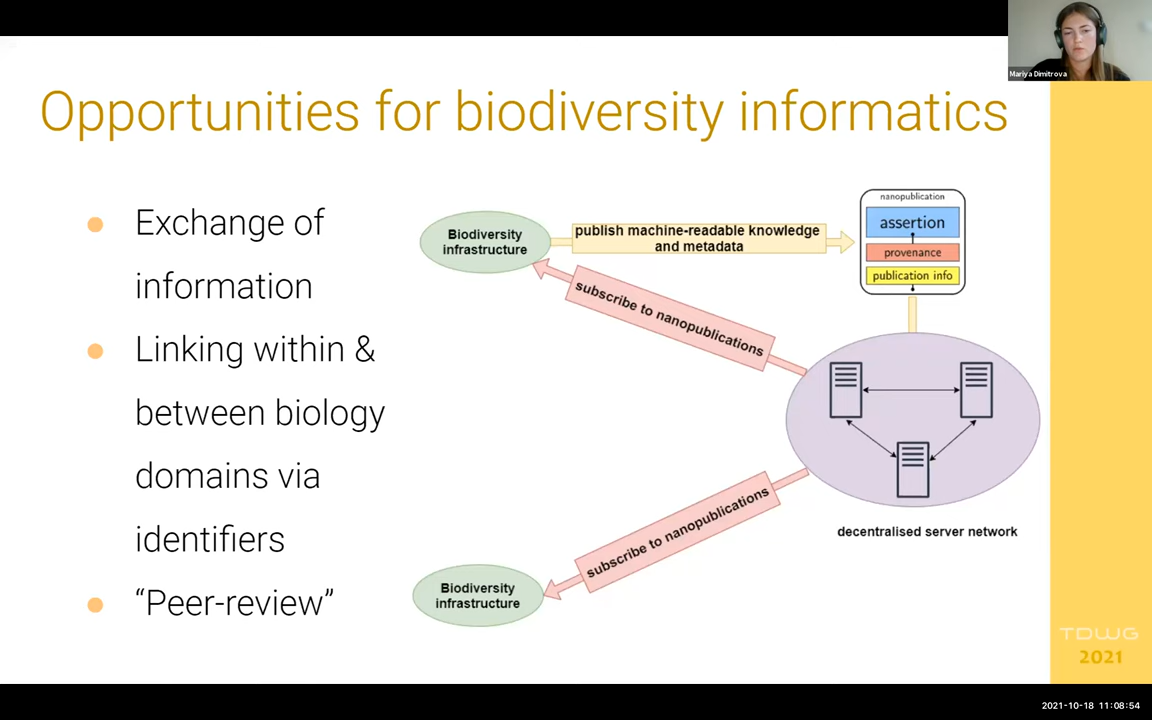 Mariya Dimitrova
Opportunities for biodiversity informatics
Exchange of
information
Linking within &
between biology
domains via
identifiers
“Peer-review”
Biodiversity
infrastructure
publish machine-readable knowledge
and metadata
nanopublication
assertion
provenance
publication info
subscribe to nanopublications
subscribe to nanopublications
decentralised server network
Biodiversity
infrastructure
TDWG
2021
2021-10-18 11:08:54